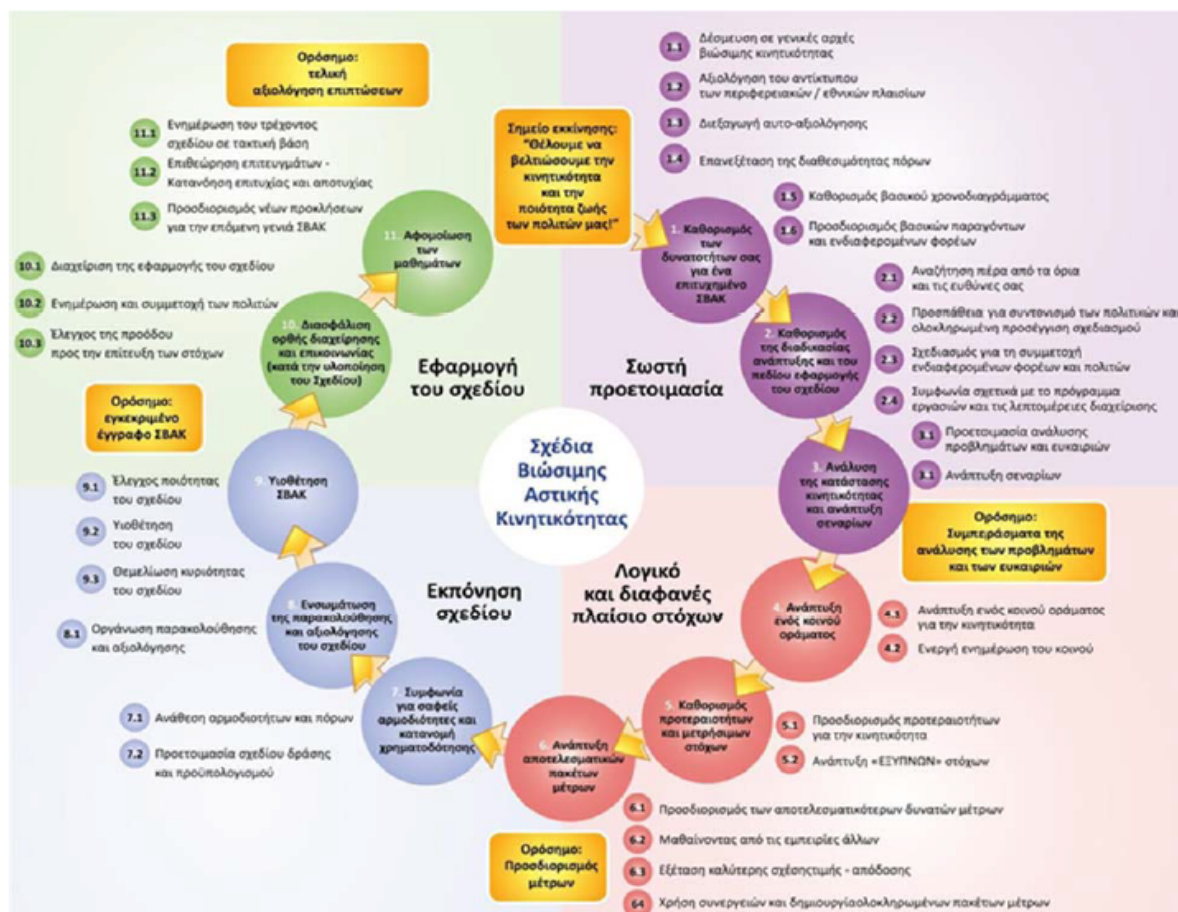 Σημείο εκκίνησης:
"Θέλουμε να
βελτιώσουμε την
κινητικότητα
και την
ποιότητα ζωής
των πολιτών μας!"
1.1 Δέσμευση σε γενικές αρχές
βιώσιμης κινητικότητας
1.2 Αξιολόγηση του αντίκτυπου
των περιφερειακών / εθνικών πλαισίων
1.3 Διεξαγωγή αυτο-αξιολόγησης
1.4 Επανεξέταση της διαθεσιμότητας πόρων
1.5 Καθορισμός βασικού χρονοδιαγράμματος
1.6 Προσδιορισμός βασικών παραγόντων
και ενδιαφερομένων φορέων
1. Καθορισμός
των
δυνατοτήτων σας
για ένα
επιτυχημένο
ΣΒΑΚ
2.1 Αναζήτηση πέρα από τα όρια
και τις ευθύνες σας
2.2 Προσπάθεια για συντονισμό των πολιτικών και
ολοκληρωμένη προσέγγιση σχεδιασμού
2.3 Σχεδιασμός για τη συμμετοχή
ενδιαφερομένων φορέων και πολιτών
2.4 Συμφωνία σχετικά με το πρόγραμμα
εργασιών και τις λεπτομέρειες διαχείρισης
2. Καθορισμός
της διαδικασίας
ανάπτυξης και του
πεδίου εφαρμογής
του σχεδίου
Σωστή
προετοιμασία
3.1 Προετοιμασία ανάλυσης
προβλημάτων και ευκαιριών
3.1 Ανάπτυξη σεναρίων
3. Ανάλυση
της κατάστασης
κινητικότητας
και ανάπτυξη
σεναρίων
Ορόσημο:
Συμπεράσματα της
ανάλυσης των προβλημάτων
και των ευκαιριών
Σχέδια
Βιώσιμης
Αστικής
Κινητικότητας
Λογικό
και διαφανές
πλαίσιο στόχων
4. Ανάπτυξη
ενός κοινού
οράματος
4.1 Ανάπτυξη ενός κοινού οράματος
για την κινητικότητα
4.2 Ενεργή ενημέρωση του κοινού
5. Καθορισμός
προτεραιοτήτων
και μετρήσιμων
στόχων
5.1 Προσδιορισμός προτεραιοτήτων
για την κινητικότητα
5.2 Ανάπτυξη «ΕΞΥΠΝΩΝ» στόχων
6. Ανάπτυξη
αποτελεσματικών
πακέτων
μέτρων
6.1 Προσδιορισμός των αποτελεσματικότερων δυνατών μέτρων
6.2 Μαθαίνοντας από τις εμπειρίες άλλων
6.3 Εξέταση καλύτερης σχέσηςτιμής - απόδοσης
64 Χρήση συνεργειών και δημιουργίαολοκληρωμένων πακέτων μέτρων
Ορόσημο:
Προσδιορισμός
μέτρων
Εκπόνηση
σχεδίου
7. Συμφωνία
για σαφείς
αρμοδιότητες και
κατανομή
χρηματοδότησης
7.1 Ανάθεση αρμοδιοτήτων και πόρων
7.2 Προετοιμασία σχεδίου δράσης
και προϋπολογισμού
8. Ενσωμάτωση
της παρακολούθησης
και αξιολόγησης
του σχεδίου
8.1 Οργάνωση παρακολούθησης
και αξιολόγησης
9. Υιοθέτηση
ΣΒΑΚ
9.1 Έλεγχος ποιότητας
του σχεδίου
9.2 Υιοθέτηση
του σχεδίου
9.3 Θεμελίωση κυριότητας
του σχεδίου
Ορόσημο:
εγκεκριμένο
έγγραφο ΣΒΑΚ
Εφαρμογή
του σχεδίου
10. Διασφάλιση
ορθής διαχείρισης
και επικοινωνίας
(κατά την υλοποίηση
του Σχεδίου)
10.1 Διαχείριση της εφαρμογής του σχεδίου
10.2 Ενημέρωση και συμμετοχή των πολιτών
10.3 Έλεγχος της προόδου
προς την επίτευξη των στόχων
11. Αφομοίωση
των
μαθημάτων
11.1 Ενημέρωση του τρέχοντος
σχεδίου σε τακτική βάση
11.2 Επιθεώρηση επιτευγμάτων -
Κατανόηση επιτυχίας και αποτυχίας
11.3 Προσδιορισμός νέων προκλήσεων
για την επόμενη γενιά ΣΒΑΚ
Ορόσημο:
τελική
αξιολόγηση επιπτώσεων